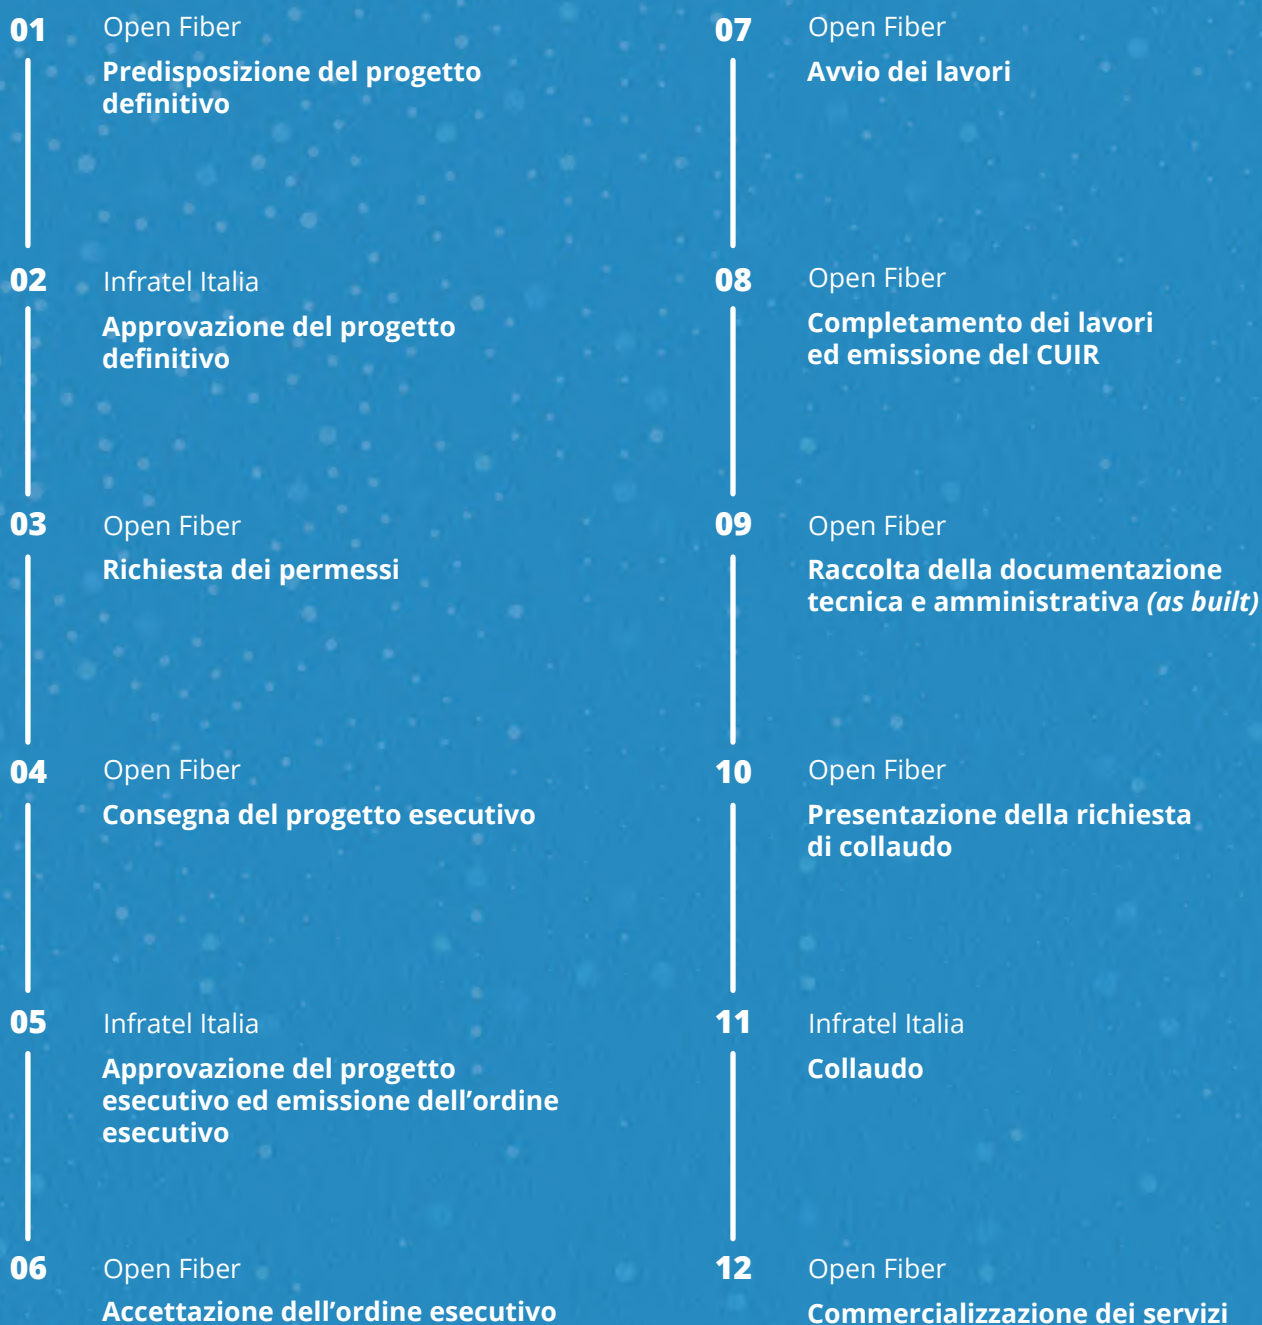 01
Open Fiber
Predisposizione del progetto
definitivo
02
Infratel Italia
Approvazione del progetto
definitivo
03
Open Fiber
Richiesta dei permessi
04
Open Fiber
Consegna del progetto esecutivo
05
Infratel Italia
Approvazione del progetto
esecutivo ed emissione dell’ordine
esecutivo
06
Open Fiber
Accettazione dell’ordine esecutivo
07
Open Fiber
Avvio dei lavori
08
Open Fiber
Completamento dei lavori
ed emissione del CUIR
09
Open Fiber
Raccolta della documentazione
tecnica e amministrativa (as built)
10
Open Fiber
Presentazione della richiesta
di collaudo
11
Infratel Italia
Collaudo
12
Open Fiber
Commercializzazione dei servizi